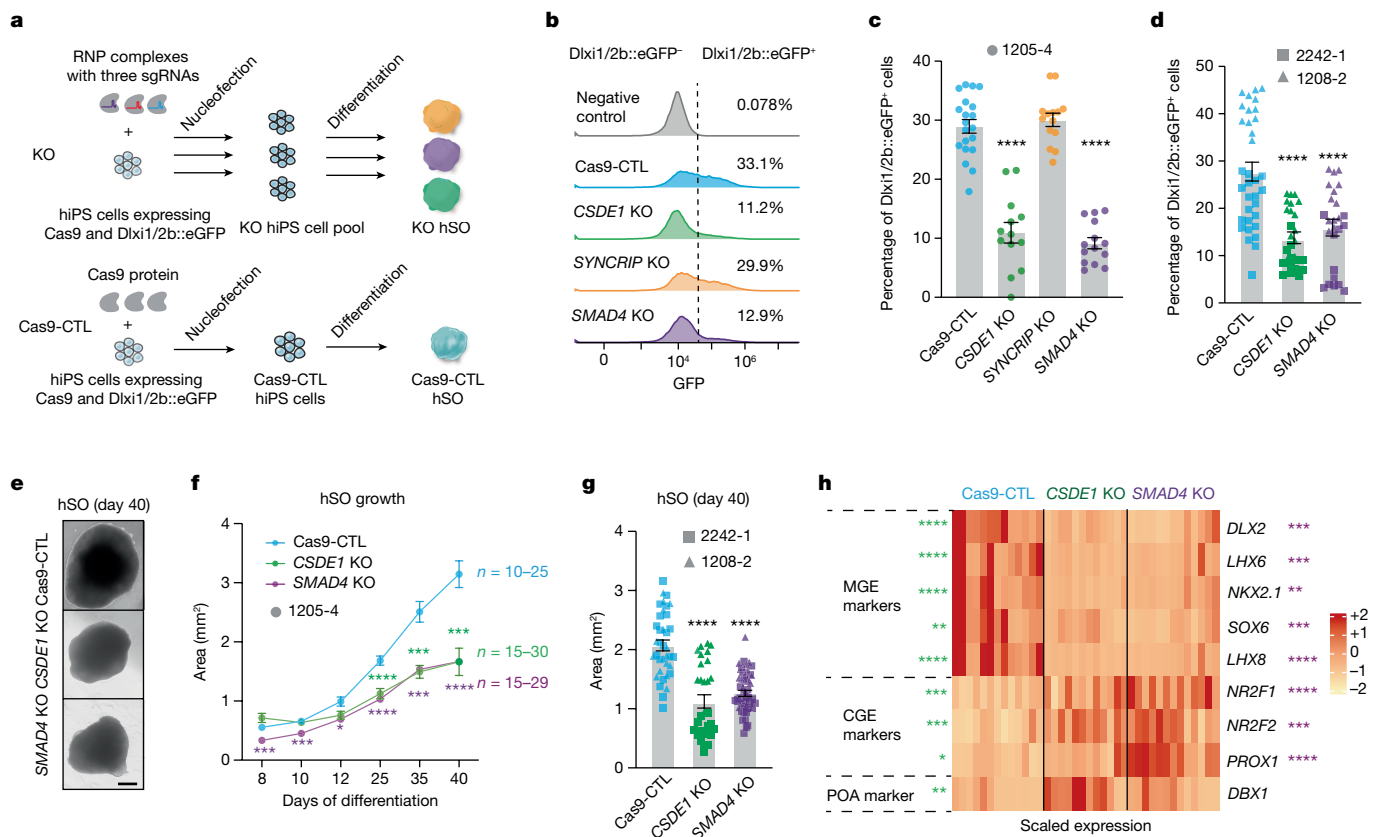 a
RNP complexes
with three sgRNAs
+
KO
hiPS cells expressing
Cas9 and Dlxi1/2b::eGFP
Nucleofection
KO hiPS cell pool
Differentiation
KO hSO
Cas9 protein
Cas9-CTL
+
hiPS cells expressing
Cas9 and Dlxi1/2b::eGFP
Nucleofection
Cas9-CTL
hiPS cells
Differentiation
Cas9-CTL
hSO
b
Dlxi1/2b::eGFP⁻ Dlxi1/2b::eGFP⁺
Negative
control
0.078%
Cas9-CTL 33.1%
CSDE1 KO 11.2%
SYNCRIP KO 29.9%
SMAD4 KO 12.9%
0 10⁴ 10⁶
GFP
c
1205-4
Percentage of Dlxi1/2b::eGFP⁺ cells
40
30
20
10
0
**** ****
Cas9-CTL
CSDE1 KO
SYNCRIP KO
SMAD4 KO
d
2242-1
1208-2
Percentage of Dlxi1/2b::eGFP⁺ cells
50
40
30
20
10
0
**** ****
Cas9-CTL
CSDE1 KO
SMAD4 KO
e
hSO (day 40)
SMAD4 KO CSDE1 KO Cas9-CTL
f
hSO growth
Cas9-CTL
CSDE1 KO
SMAD4 KO
1205-4
Area (mm²)
4
3
2
1
0
n = 10–25
n = 15–30
n = 15–29
**** *** ***
*** *** * **** *** ****
8 10 12 25 35 40
Days of differentiation
g
hSO (day 40)
2242-1
1208-2
Area (mm²)
4
3
2
1
0
**** ****
Cas9-CTL
CSDE1 KO
SMAD4 KO
h
Cas9-CTL CSDE1 KO SMAD4 KO
MGE
markers
**** DLX2 ***
**** LHX6 ***
**** NKX2.1 **
** SOX6 ***
**** LHX8 ****
CGE
markers
*** NR2F1 ****
*** NR2F2 ***
* PROX1 ****
POA marker ** DBX1
+2
+1
0
−1
−2
Scaled expression